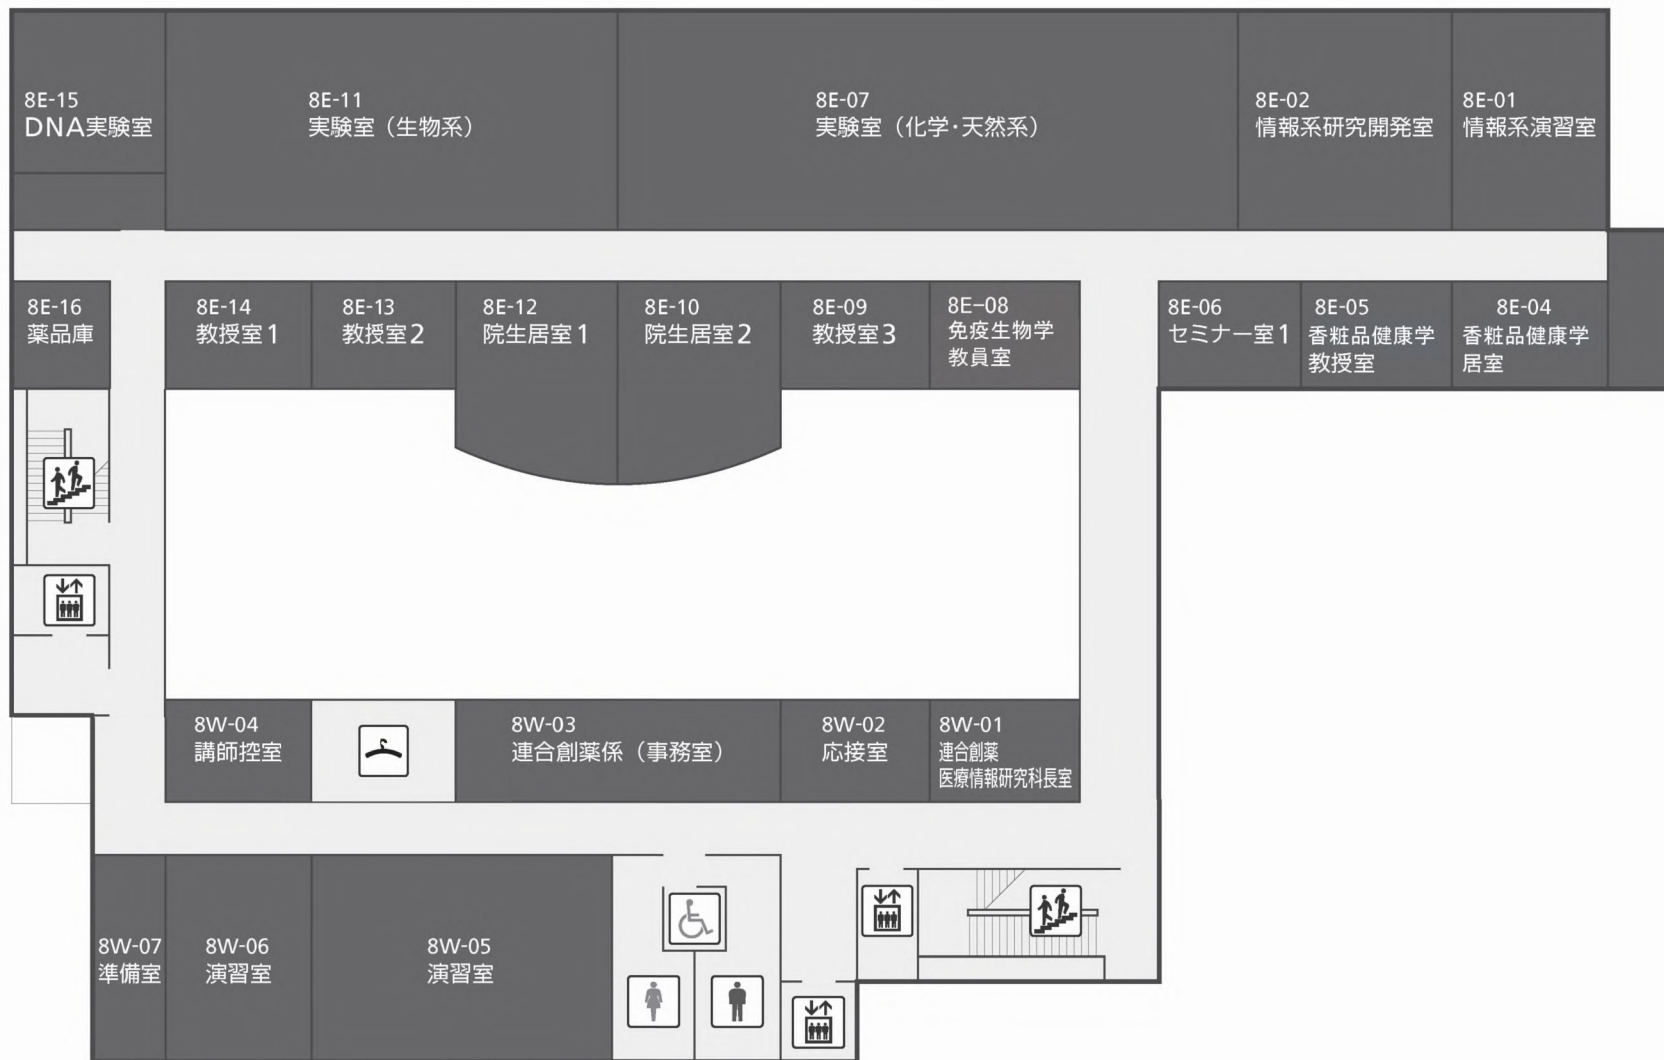 8E-15
DNA実験室
8E-11
実験室（生物系）
8E-07
実験室（化学・天然系）
8E-02
情報系研究開発室
8E-01
情報系演習室
8E-16
薬品庫
8E-14
教授室1
8E-13
教授室2
8E-12
院生居室1
8E-10
院生居室2
8E-09
教授室3
8E-08
免疫生物学
教員室
8E-06
セミナー室1
8E-05
香粧品健康学
教授室
8E-04
香粧品健康学
居室
8W-04
講師控室
8W-03
連合創薬係（事務室）
8W-02
応接室
8W-01
連合創薬
医療情報研究科長室
8W-07
準備室
8W-06
演習室
8W-05
演習室